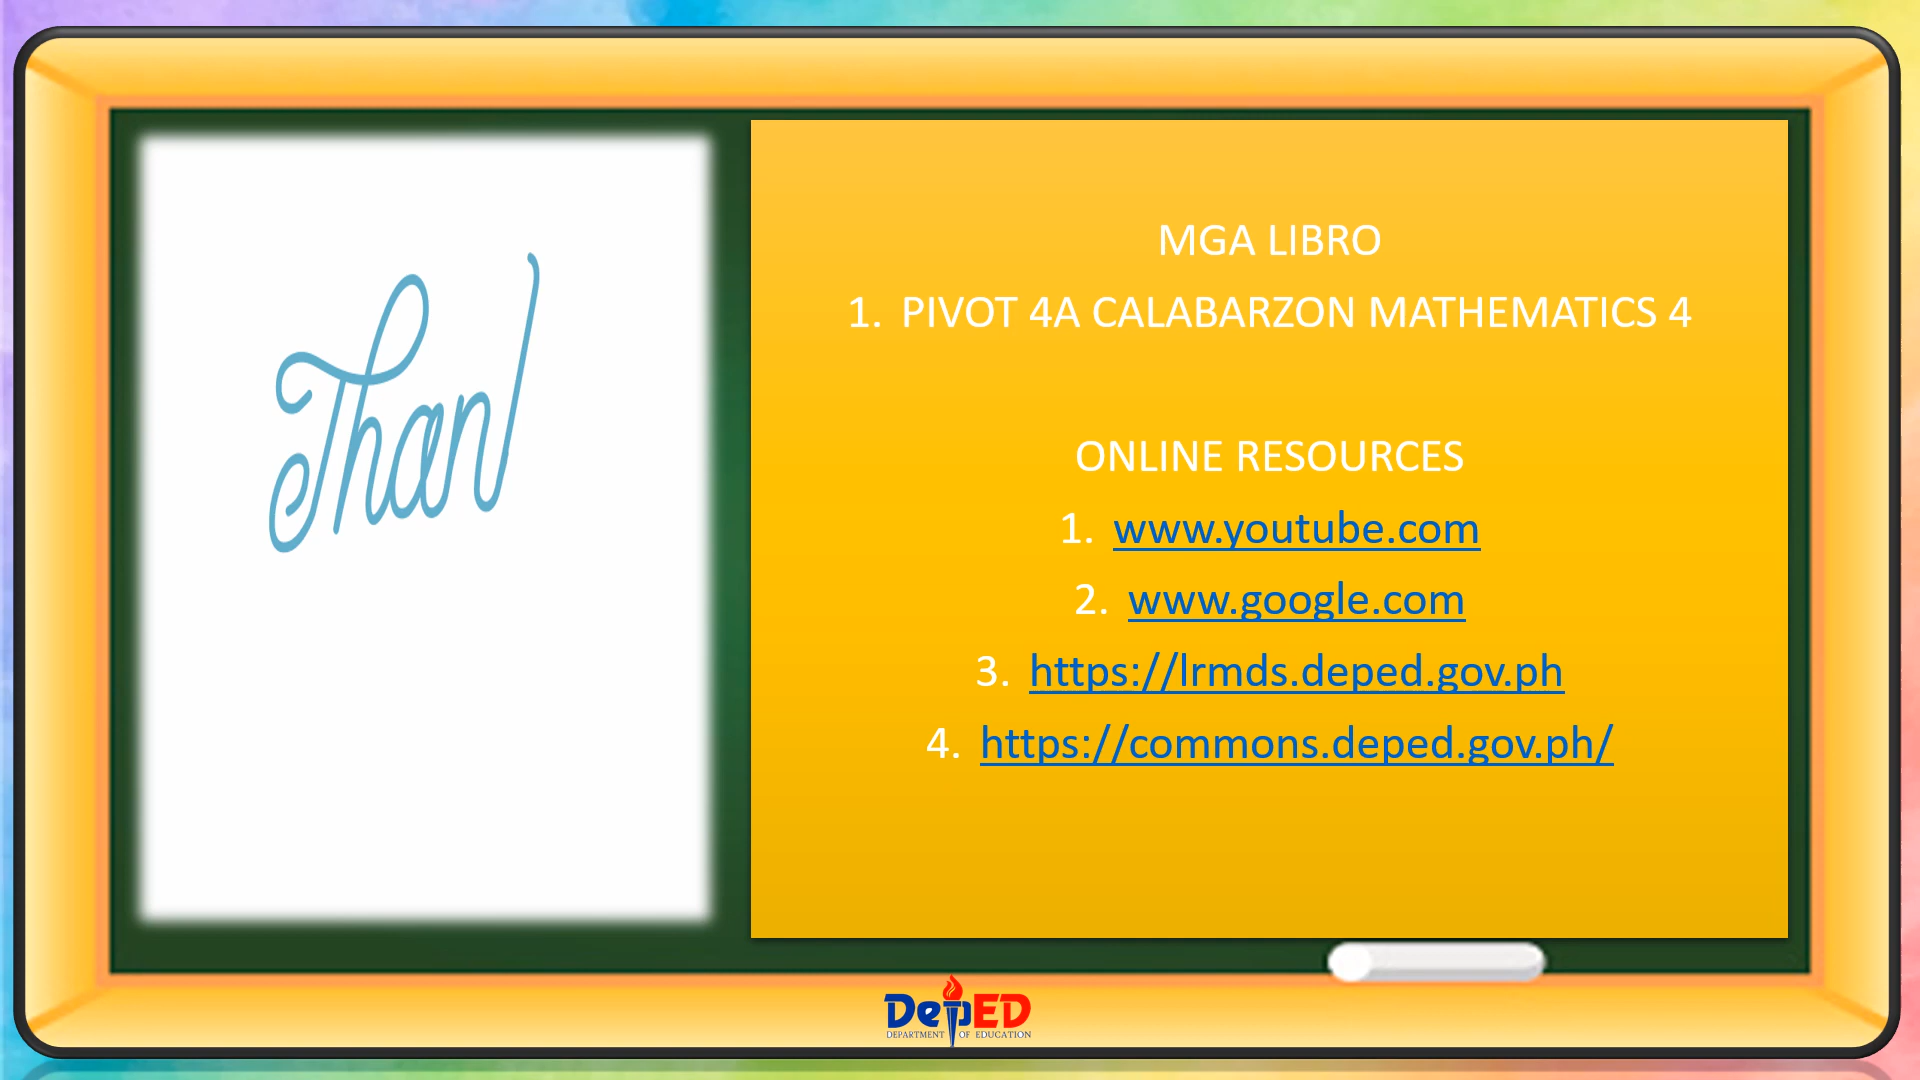 Than
MGA LIBRO
1. PIVOT 4A CALABARZON MATHEMATICS 4
ONLINE RESOURCES
1. www.youtube.com
2. www.google.com
3. https://lrmds.deped.gov.ph
4. https://commons.deped.gov.ph/
DepED
DEPARTMENT OF EDUCATION